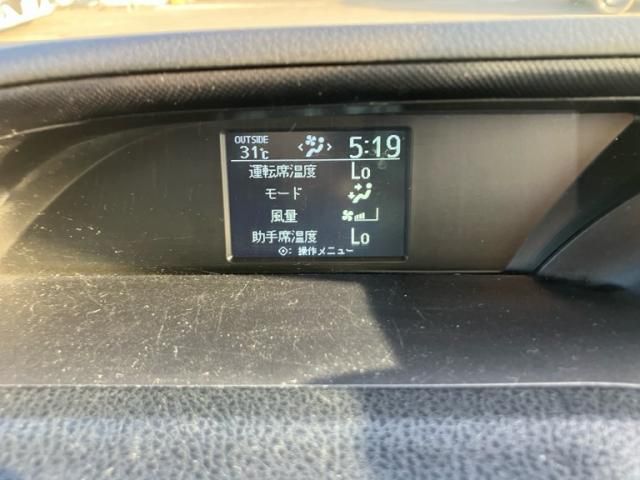 OUTSIDE
31℃ 5:19
運転席温度 Lo
モード
風量
助手席温度 Lo
: 操作メニュー